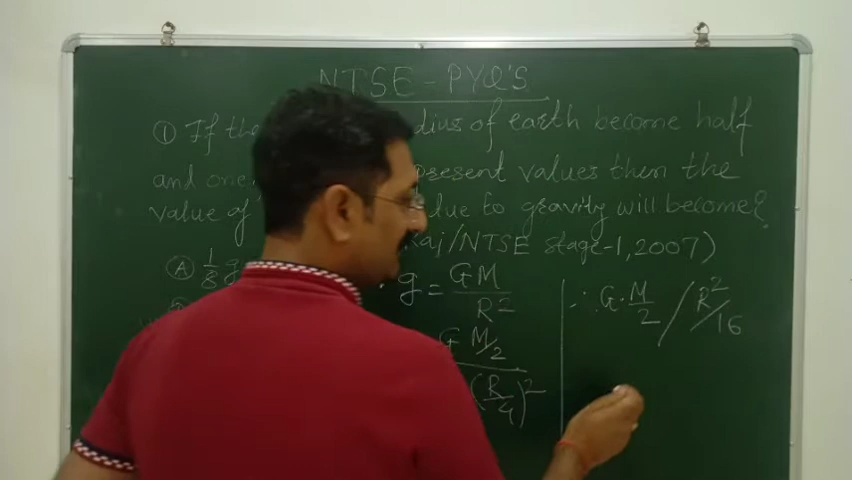 NTSE - PYQ'S
① If the dius of earth become half
and one present values then the
value of due to gravity will become?
Raj/NTSE stage-1, 2007)
Ⓐ 1/8 g
g = GM/R²
G M/2 / (R/4)²
∴ G·M/2 / R²/16